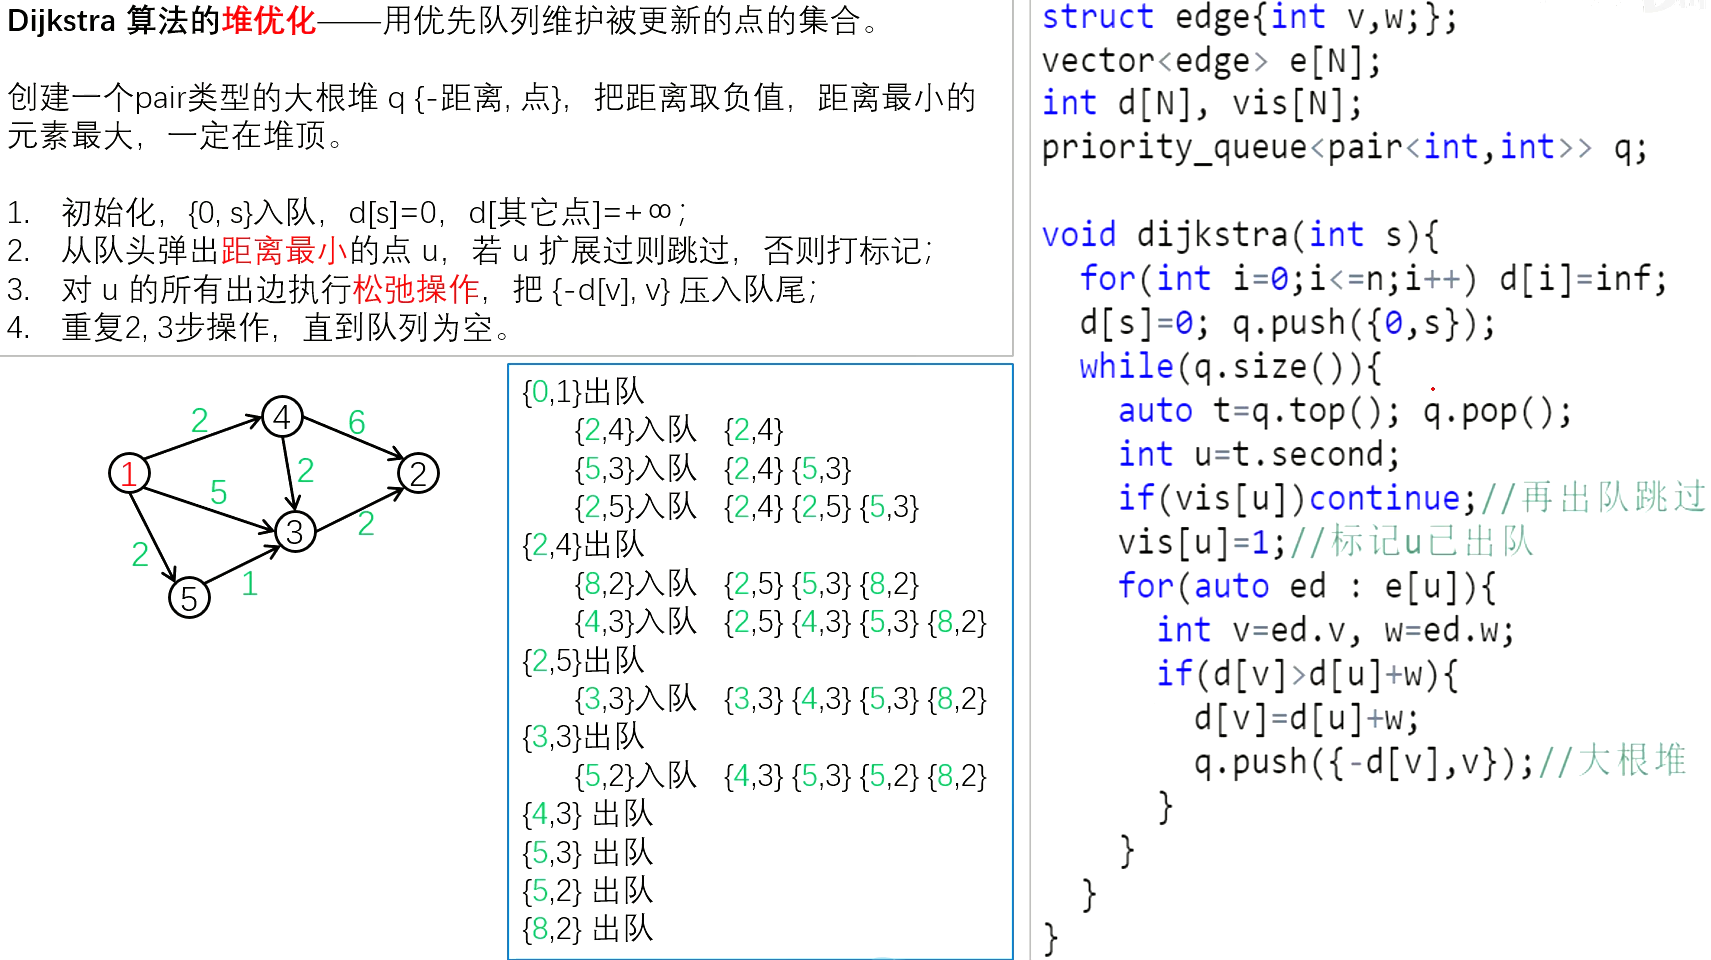 Dijkstra 算法的堆优化——用优先队列维护被更新的点的集合。
创建一个pair类型的大根堆 q {-距离, 点}，把距离取负值，距离最小的
元素最大，一定在堆顶。
1. 初始化，{0, s}入队，d[s]=0，d[其它点]=+∞；
2. 从队头弹出距离最小的点 u，若 u 扩展过则跳过，否则打标记；
3. 对 u 的所有出边执行松弛操作，把 {-d[v], v} 压入队尾；
4. 重复2, 3步操作，直到队列为空。
2
4
6
1
5
2
2
3
2
2
5
1
{0,1}出队
{2,4}入队 {2,4}
{5,3}入队 {2,4} {5,3}
{2,5}入队 {2,4} {2,5} {5,3}
{2,4}出队
{8,2}入队 {2,5} {5,3} {8,2}
{4,3}入队 {2,5} {4,3} {5,3} {8,2}
{2,5}出队
{3,3}入队 {3,3} {4,3} {5,3} {8,2}
{3,3}出队
{5,2}入队 {4,3} {5,3} {5,2} {8,2}
{4,3} 出队
{5,3} 出队
{5,2} 出队
{8,2} 出队
struct edge{int v,w;};
vector<edge> e[N];
int d[N], vis[N];
priority_queue<pair<int,int>> q;
void dijkstra(int s){
for(int i=0;i<=n;i++) d[i]=inf;
d[s]=0; q.push({0,s});
while(q.size()){
auto t=q.top(); q.pop();
int u=t.second;
if(vis[u])continue;//再出队跳过
vis[u]=1;//标记u已出队
for(auto ed : e[u]){
int v=ed.v, w=ed.w;
if(d[v]>d[u]+w){
d[v]=d[u]+w;
q.push({-d[v],v});//大根堆
}
}
}
}